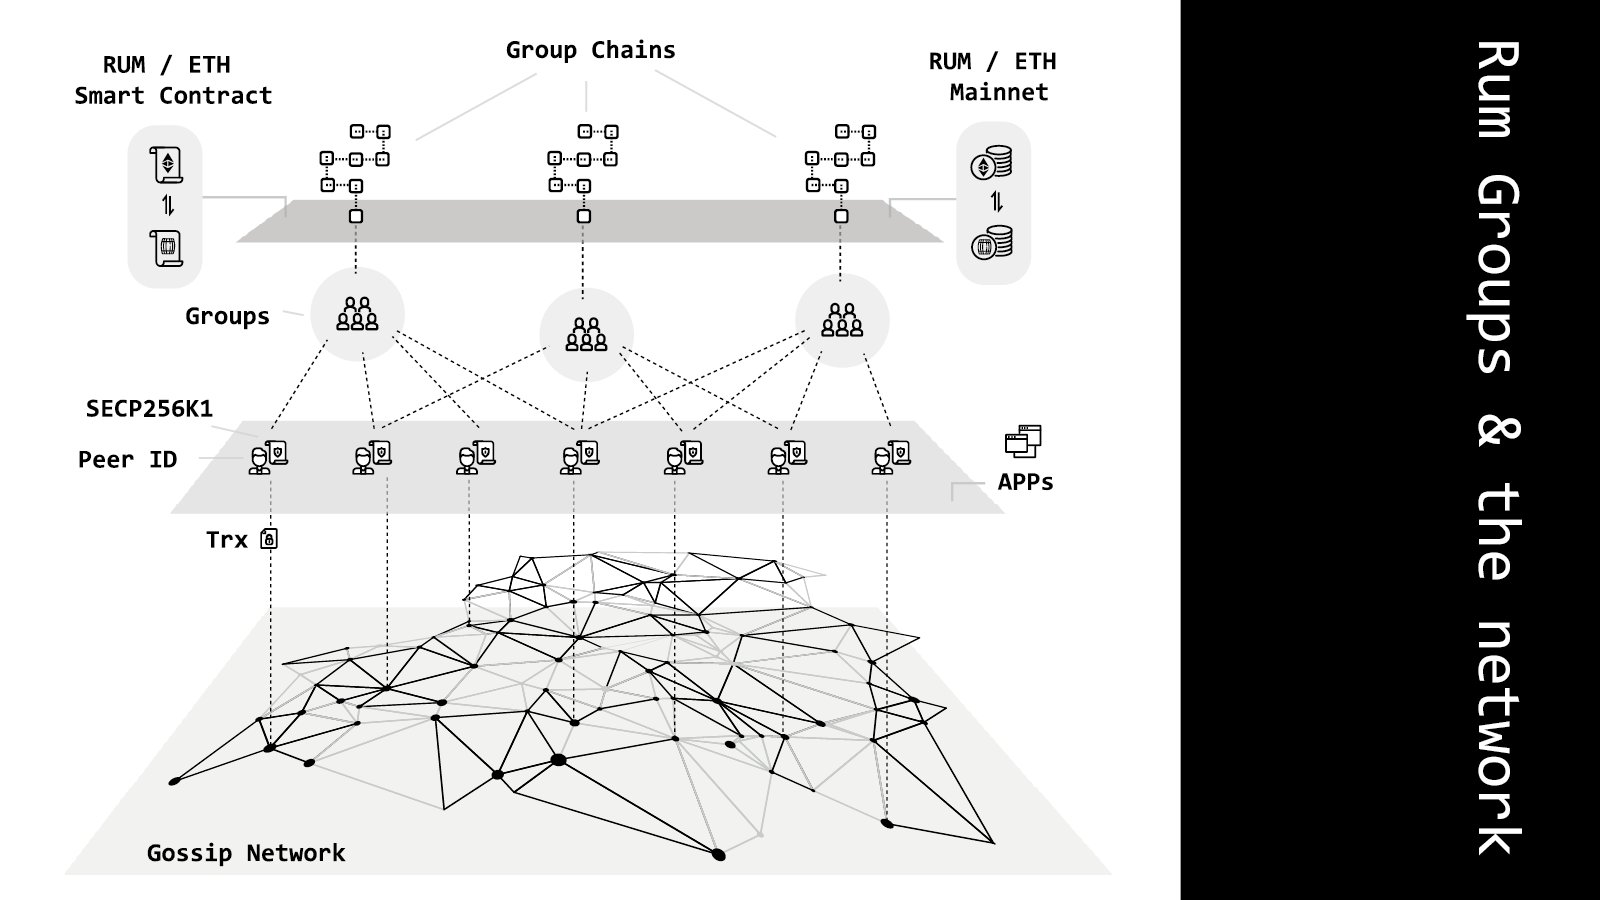 RUM / ETH
Smart Contract
Group Chains
RUM / ETH
Mainnet
Groups
SECP256K1
Peer ID
APPs
Trx
Gossip Network
Rum Groups & the network